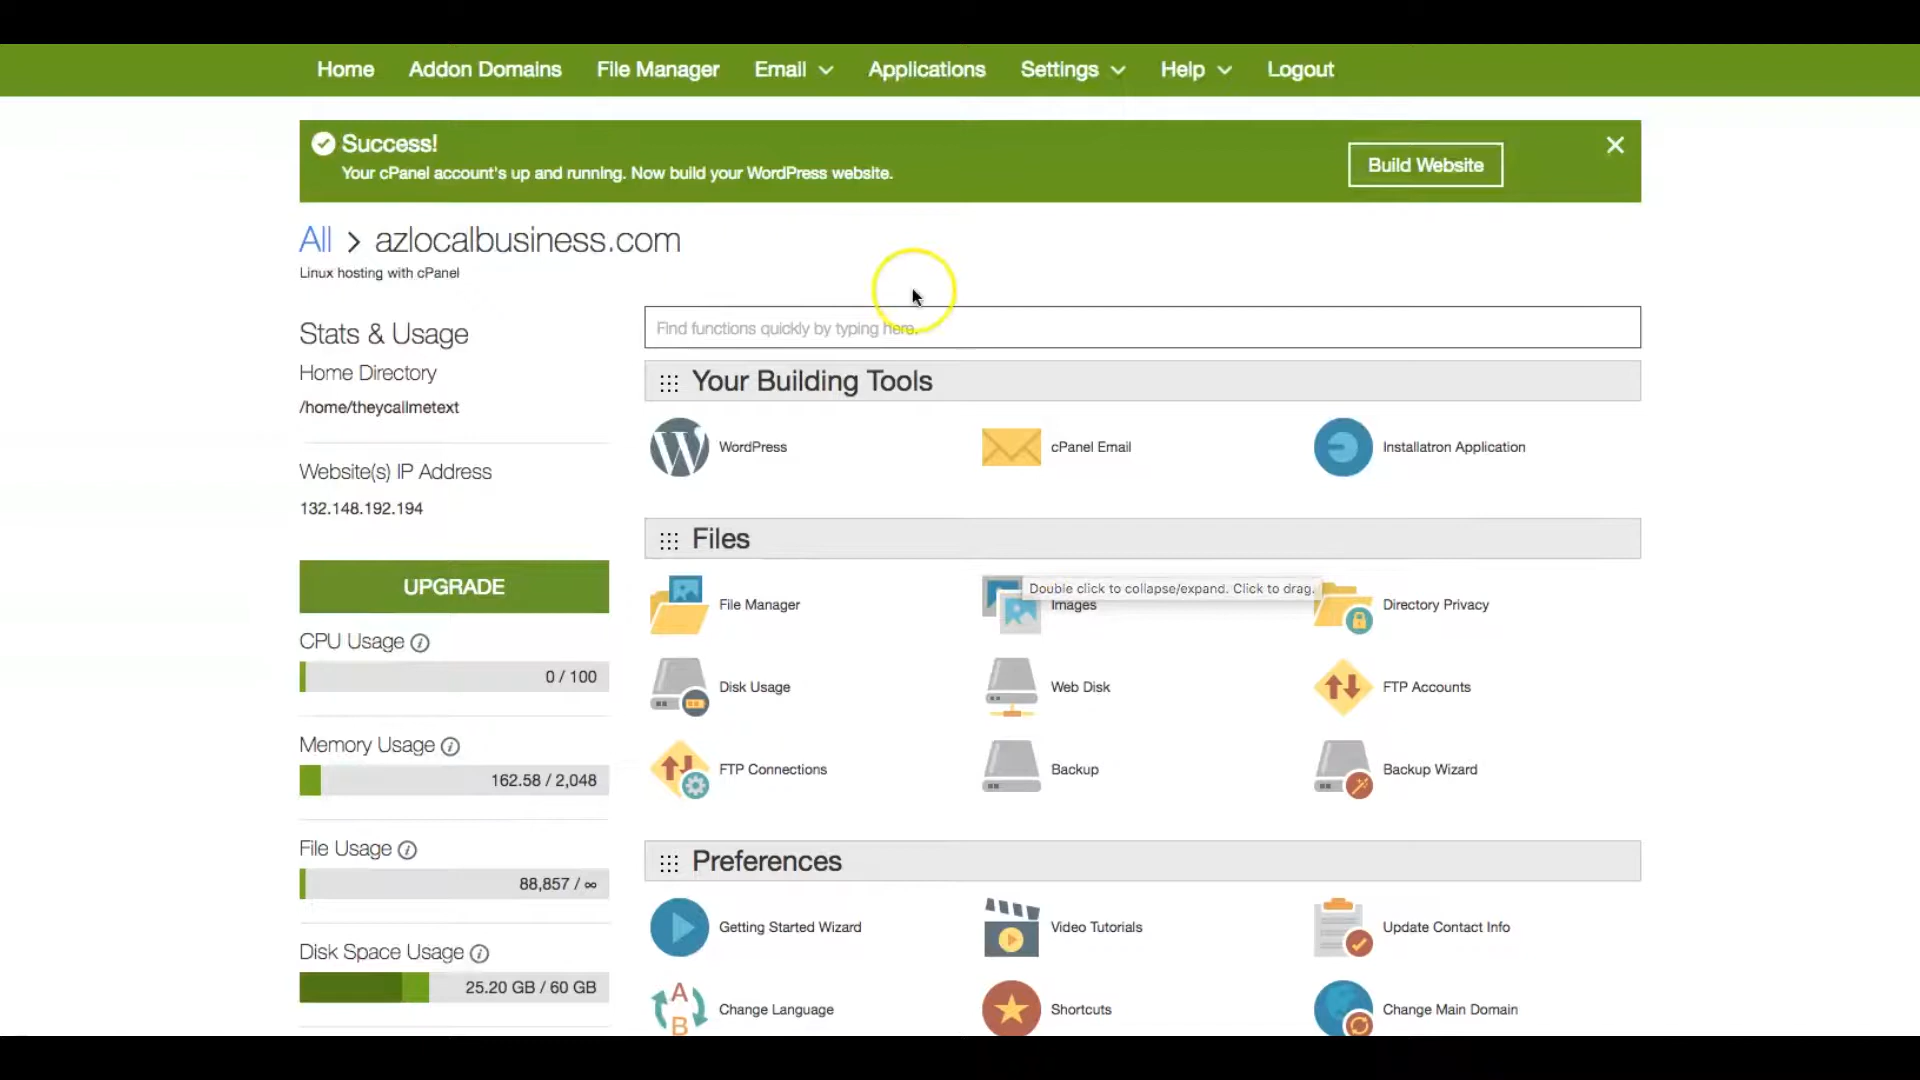 Home Addon Domains File Manager Email Applications Settings Help Logout
Success!
Your cPanel account's up and running. Now build your WordPress website.
Build Website
All > azlocalbusiness.com
Linux hosting with cPanel
Stats & Usage
Home Directory
/home/theycallmetext
Website(s) IP Address
132.148.192.194
UPGRADE
CPU Usage
0 / 100
Memory Usage
162.58 / 2,048
File Usage
88,857 / ∞
Disk Space Usage
25.20 GB / 60 GB
Find functions quickly by typing here.
Your Building Tools
WordPress
cPanel Email
Installatron Application
Files
Double click to collapse/expand. Click to drag.
File Manager
Images
Directory Privacy
Disk Usage
Web Disk
FTP Accounts
FTP Connections
Backup
Backup Wizard
Preferences
Getting Started Wizard
Video Tutorials
Update Contact Info
A
B
Change Language
Shortcuts
Change Main Domain